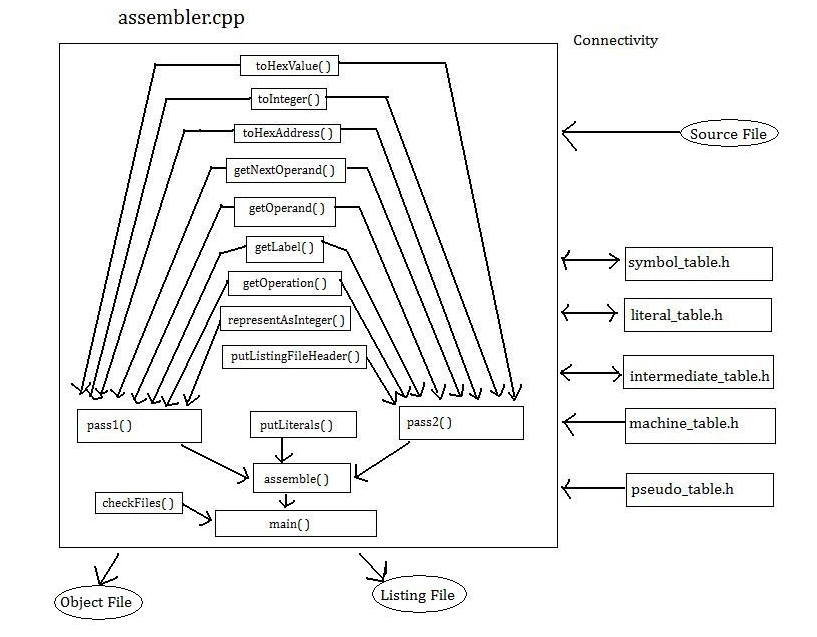 assembler.cpp
Connectivity
toHexValue( )
toInteger( )
toHexAddress( )
Source File
getNextOperand( )
getOperand( )
getLabel( )
symbol_table.h
getOperation( )
literal_table.h
representAsInteger( )
putListingFileHeader( )
intermediate_table.h
pass1( )
putLiterals( )
pass2( )
machine_table.h
assemble( )
pseudo_table.h
checkFiles( )
main( )
Object File
Listing File